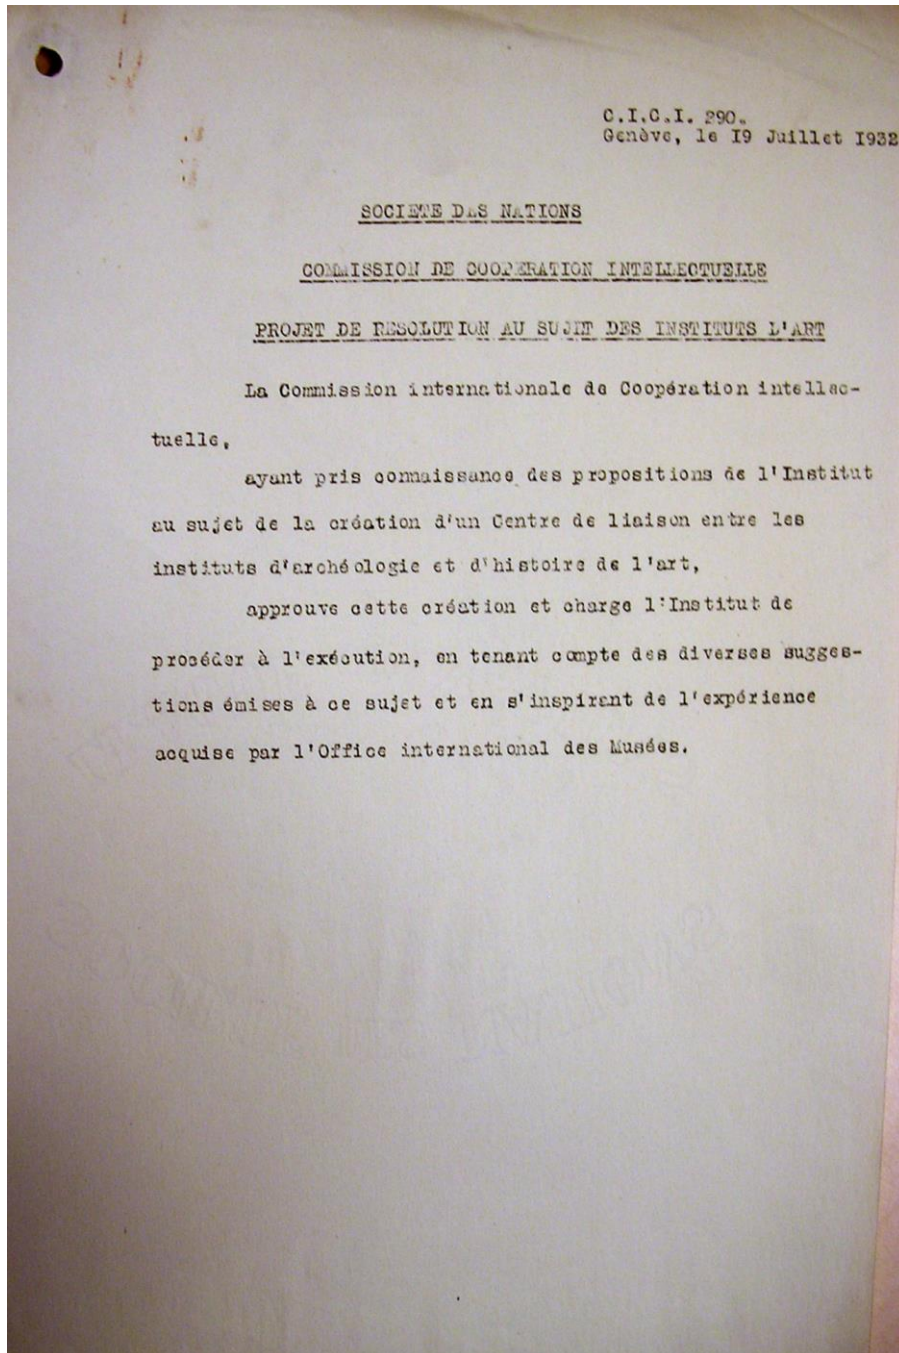 C.I.C.I. 290.
Genève, le 19 Juillet 1932
SOCIETE DES NATIONS
COMMISSION DE COOPERATION INTELLECTUELLE
PROJET DE RESOLUTION AU SUJET DES INSTITUTS L'ART
La Commission internationale de Coopération intellec-
tuelle,
ayant pris connaissance des propositions de l'Institut
au sujet de la création d'un Centre de liaison entre les
instituts d'archéologie et d'histoire de l'art,
approuve cette création et charge l'Institut de
procéder à l'exécution, en tenant compte des diverses sugges-
tions émises à ce sujet et en s'inspirant de l'expérience
acquise par l'Office international des Musées.